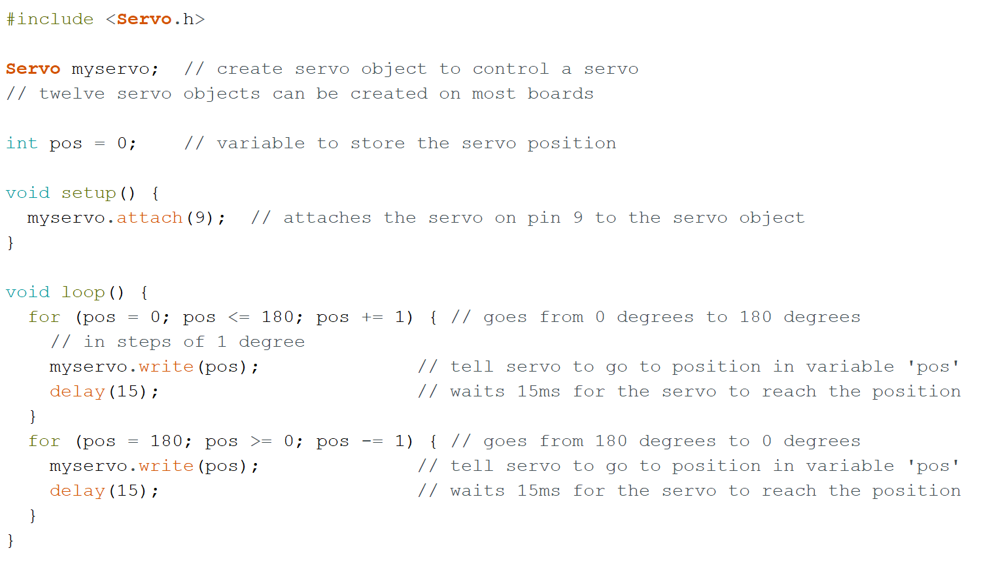 #include <Servo.h>

Servo myservo;  // create servo object to control a servo
// twelve servo objects can be created on most boards

int pos = 0;    // variable to store the servo position

void setup() {
  myservo.attach(9);  // attaches the servo on pin 9 to the servo object
}

void loop() {
  for (pos = 0; pos <= 180; pos += 1) { // goes from 0 degrees to 180 degrees
    // in steps of 1 degree
    myservo.write(pos);              // tell servo to go to position in variable 'pos'
    delay(15);                       // waits 15ms for the servo to reach the position
  }
  for (pos = 180; pos >= 0; pos -= 1) { // goes from 180 degrees to 0 degrees
    myservo.write(pos);              // tell servo to go to position in variable 'pos'
    delay(15);                       // waits 15ms for the servo to reach the position
  }
}